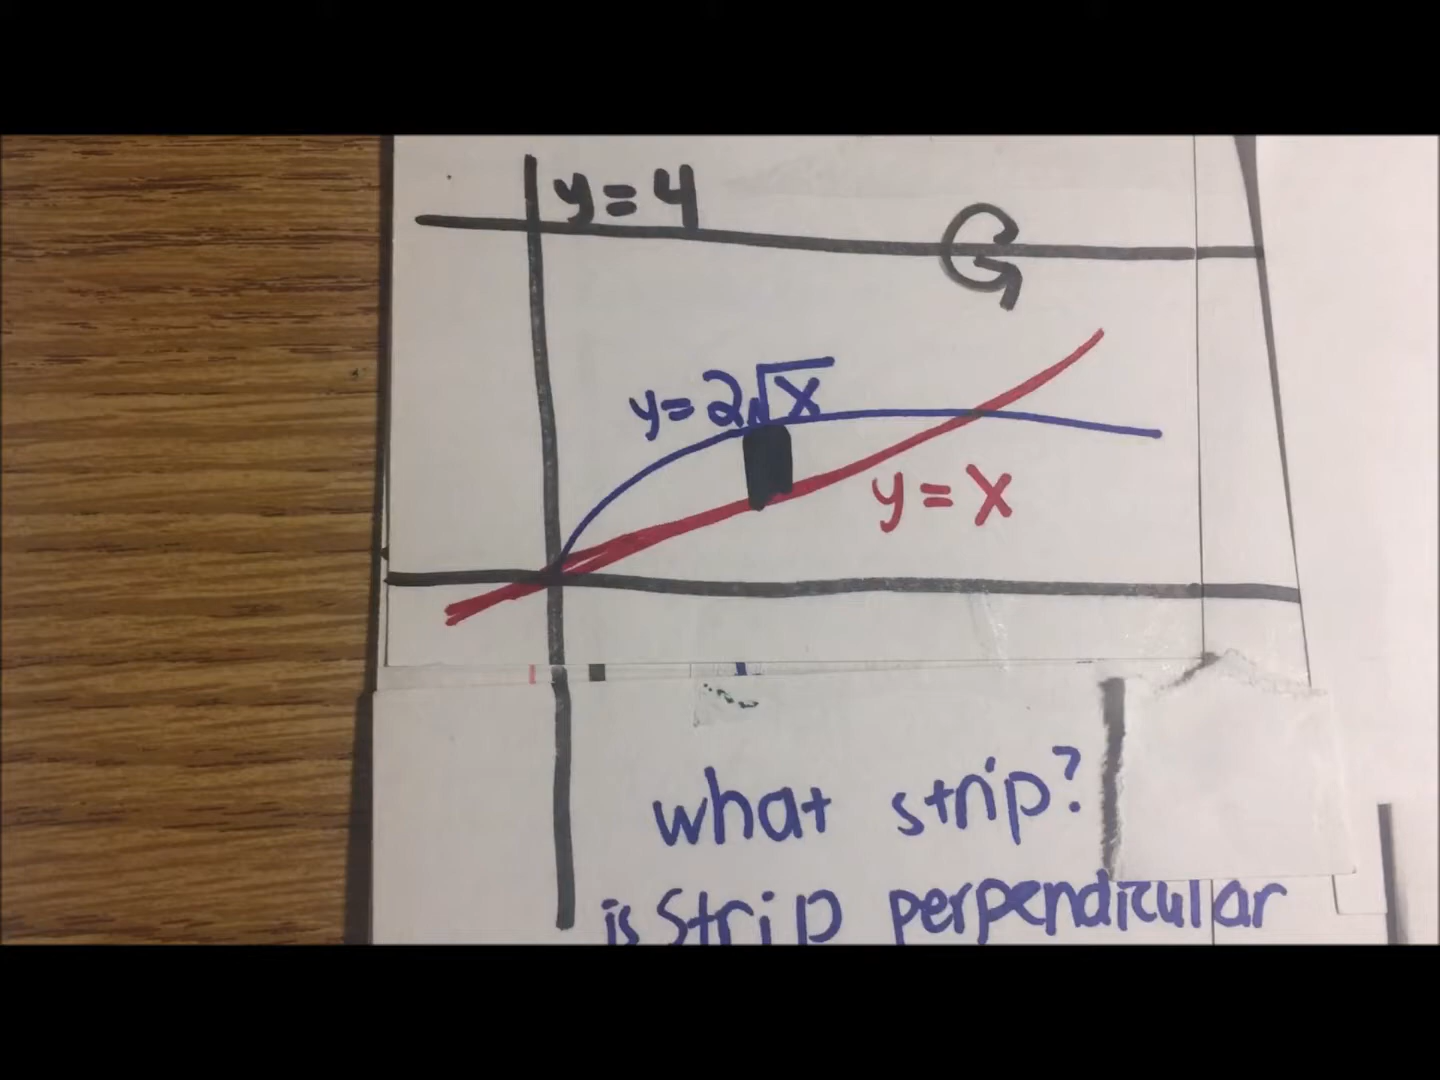 y=4
y=2√x
y=x
what strip?
is strip perpendicular